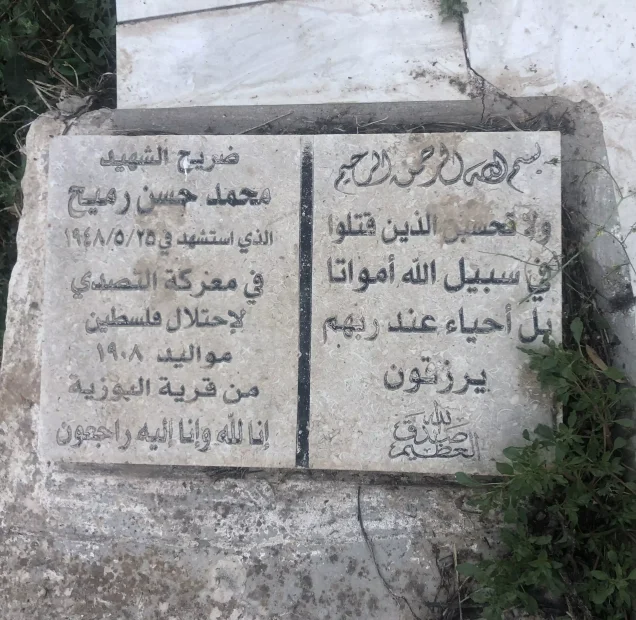 بسم الله الرحمن الرحيم
ولا تحسبن الذين قتلوا
في سبيل الله أمواتا
بل أحياء عند ربهم
يرزقون
صدق الله
العظيم
ضريح الشهيد
محمد حسن رميح
الذي استشهد في ١٩٤٨/٥/٢٥
في معركة التصدي
لإحتلال فلسطين
مواليد ١٩٠٨
من قرية البوزية
إنا لله وانا إليه راجعون